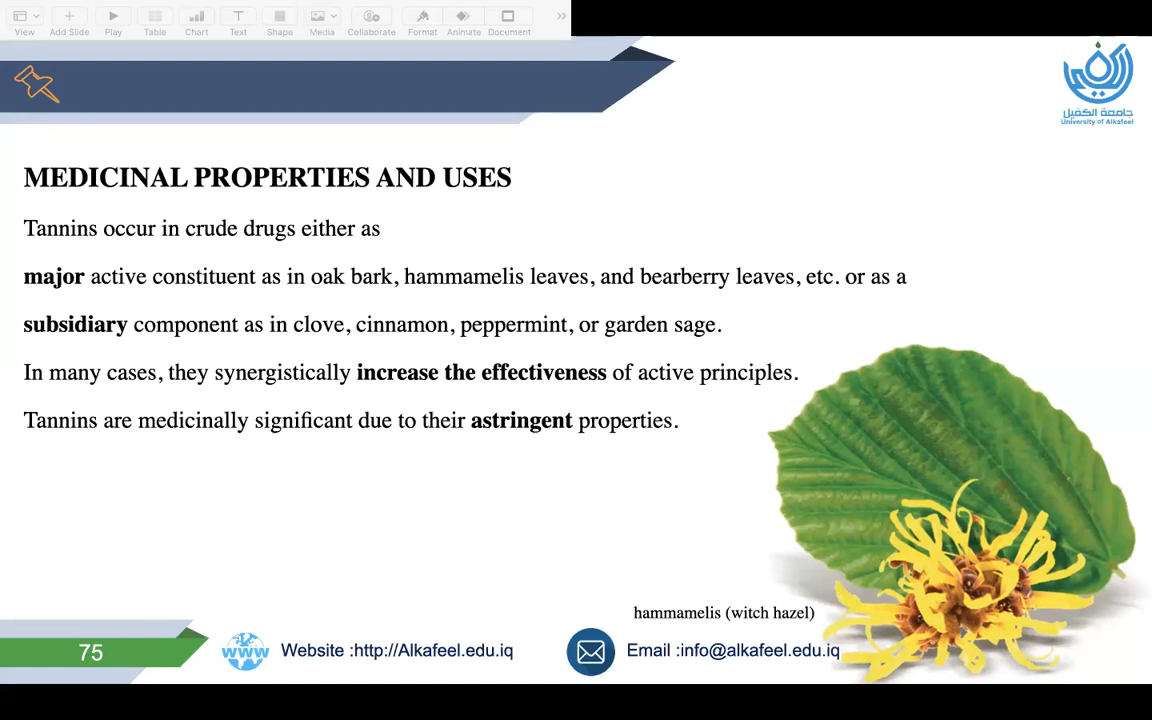 View
Add Slide
Play
Table
Chart
Text
Shape
Media
Collaborate
Format
Animate
Document
الكفيل
جامعة الكفيل
University of Alkafeel
MEDICINAL PROPERTIES AND USES
Tannins occur in crude drugs either as
major active constituent as in oak bark, hammamelis leaves, and bearberry leaves, etc. or as a
subsidiary component as in clove, cinnamon, peppermint, or garden sage.
In many cases, they synergistically increase the effectiveness of active principles.
Tannins are medicinally significant due to their astringent properties.
hammamelis (witch hazel)
75
www
Website :http://Alkafeel.edu.iq
Email :info@alkafeel.edu.iq